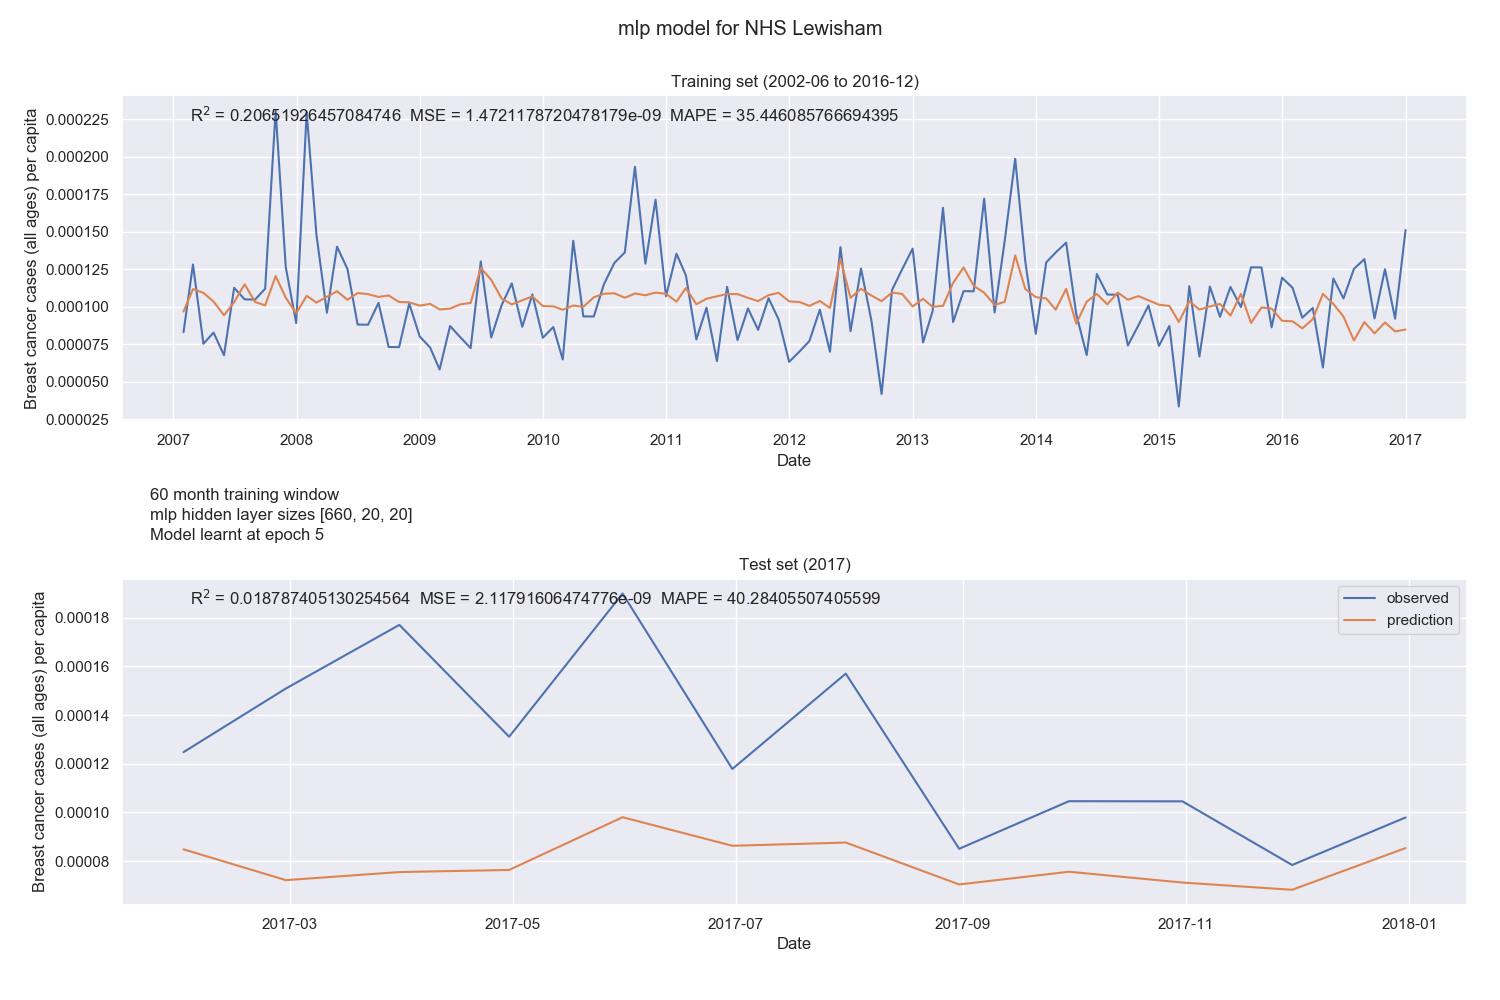 mlp model for NHS Lewisham
Training set (2002-06 to 2016-12)
R² = 0.20651926457084746 MSE = 1.4721178720478179e-09 MAPE = 35.446085766694395
Breast cancer cases (all ages) per capita
0.000225
0.000200
0.000175
0.000150
0.000125
0.000100
0.000075
0.000050
0.000025
2007 2008 2009 2010 2011 2012 2013 2014 2015 2016 2017
Date
60 month training window
mlp hidden layer sizes [660, 20, 20]
Model learnt at epoch 5
Test set (2017)
R² = 0.018787405130254564 MSE = 2.11791606474776e-09 MAPE = 40.28405507405599
observed
prediction
Breast cancer cases (all ages) per capita
0.00018
0.00016
0.00014
0.00012
0.00010
0.00008
2017-03 2017-05 2017-07 2017-09 2017-11 2018-01
Date